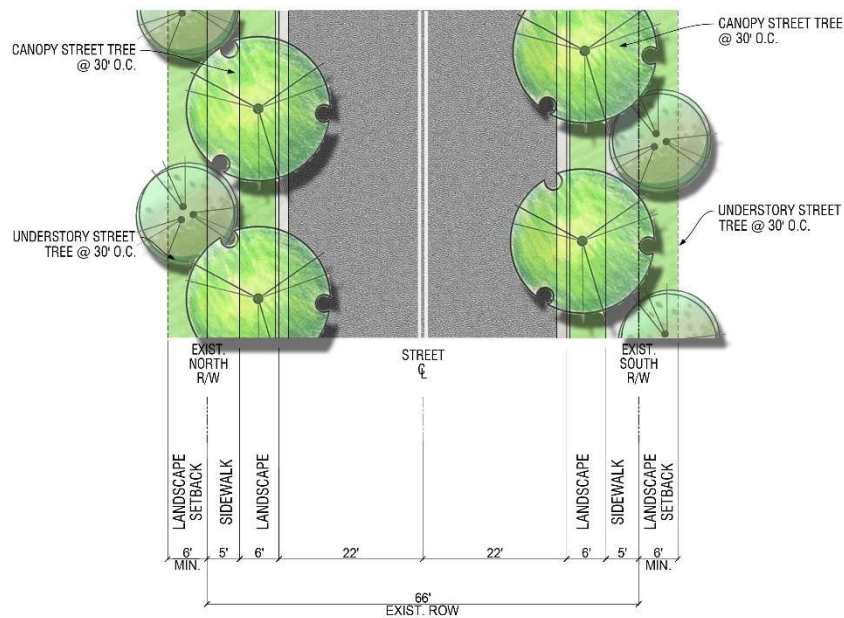 CANOPY STREET TREE
@ 30' O.C.
CANOPY STREET TREE
@ 30' O.C.
UNDERSTORY STREET
TREE @ 30' O.C.
UNDERSTORY STREET
TREE @ 30' O.C.
EXIST.
NORTH
R/W
STREET
℄
EXIST.
SOUTH
R/W
LANDSCAPE
SETBACK
SIDEWALK
LANDSCAPE
LANDSCAPE
SIDEWALK
LANDSCAPE
SETBACK
6'
MIN.
5'
6'
22'
22'
6'
5'
6'
MIN.
66'
EXIST. ROW